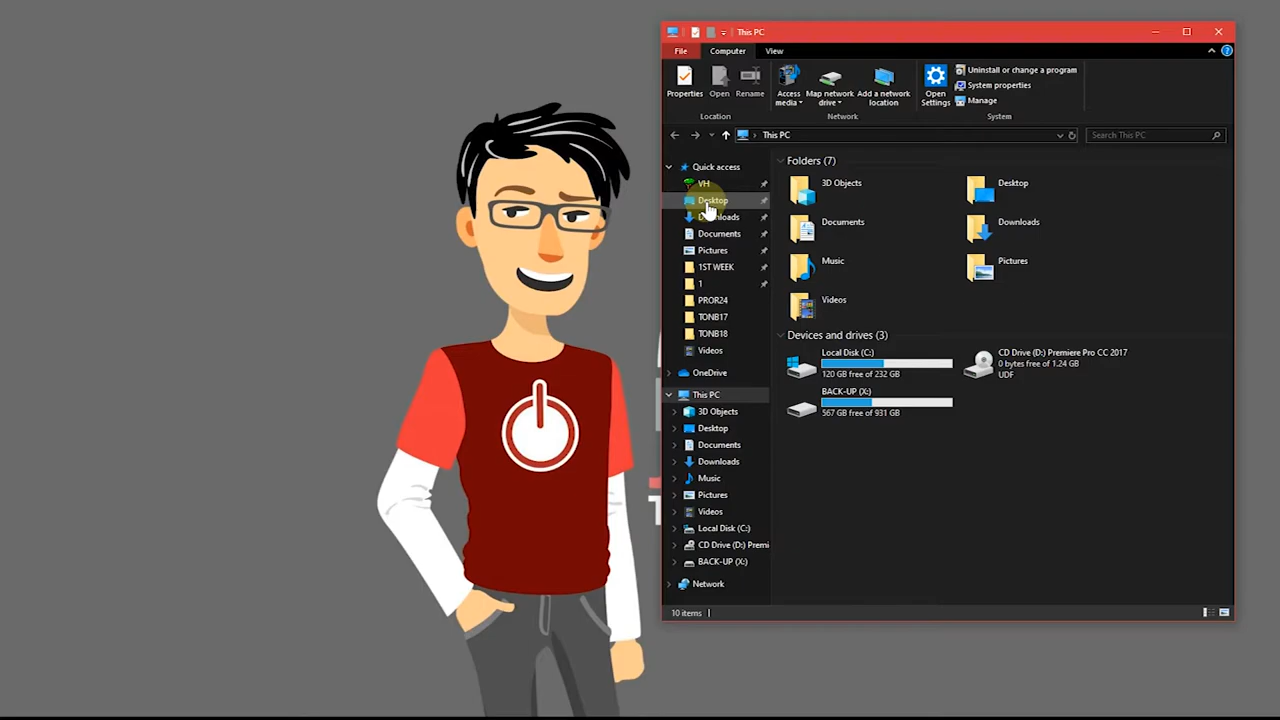 This PC
File Computer View
Properties Open Rename Access media Map network drive Add a network location Open Settings Uninstall or change a program
System properties
Manage
Location Network System
This PC Search This PC
Quick access
VH
Desktop
Downloads
Documents
Pictures
1ST WEEK
1
PROR24
TONB17
TONB18
Videos
OneDrive
This PC
3D Objects
Desktop
Documents
Downloads
Music
Pictures
Videos
Local Disk (C:)
CD Drive (D:) Premi
BACK-UP (X:)
Network
Folders (7)
3D Objects Desktop
Documents Downloads
Music Pictures
Videos
Devices and drives (3)
Local Disk (C:)
120 GB free of 232 GB
CD Drive (D:) Premiere Pro CC 2017
0 bytes free of 1.24 GB
UDF
BACK-UP (X:)
567 GB free of 931 GB
10 items